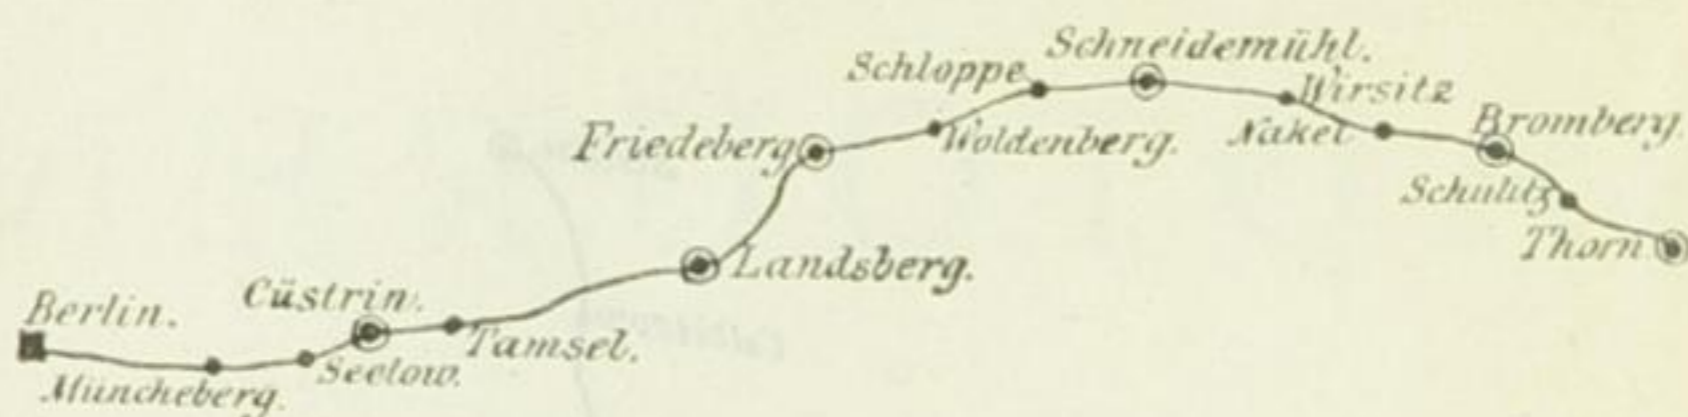 Berlin.
Müncheberg.
Seelow.
Cüstrin.
Tamsel.
Landsberg.
Friedeberg
Woldenberg.
Schloppe
Schneidemühl.
Wirsitz
Nakel
Bromberg.
Schulitz
Thorn